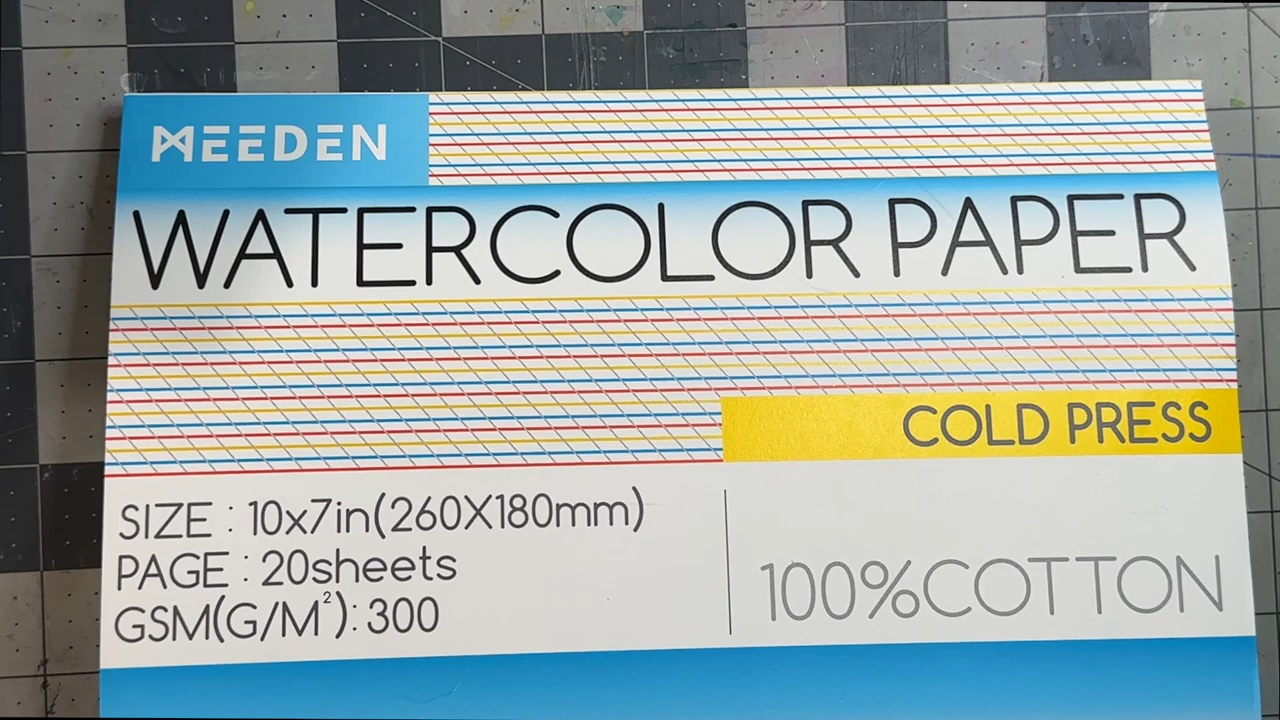 MEEDEN
WATERCOLOR PAPER
COLD PRESS
SIZE : 10x7in(260X180mm)
PAGE : 20sheets
GSM(G/M²): 300
100%COTTON